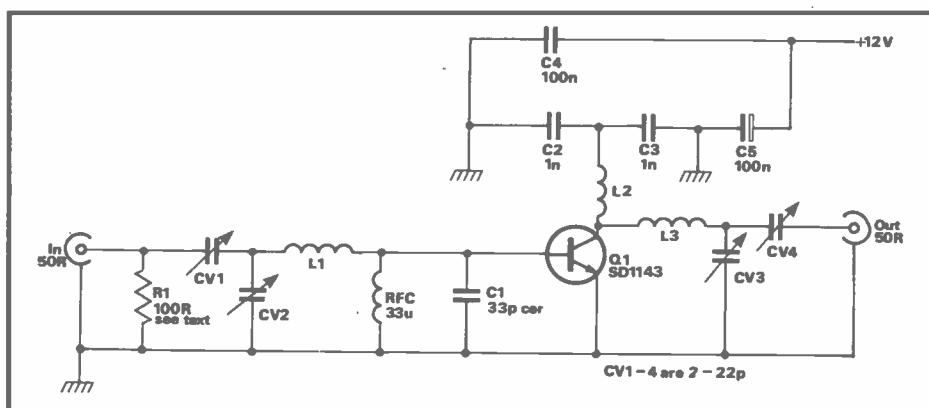 +12V
C4
100n
C2
1n
C3
1n
C5
100n
L2
In
50R
CV1
L1
L3
CV4
Out
50R
Q1
SD1143
CV3
R1
100R
see text
CV2
RFC
33u
C1
33p cer
CV1-4 are 2-22p